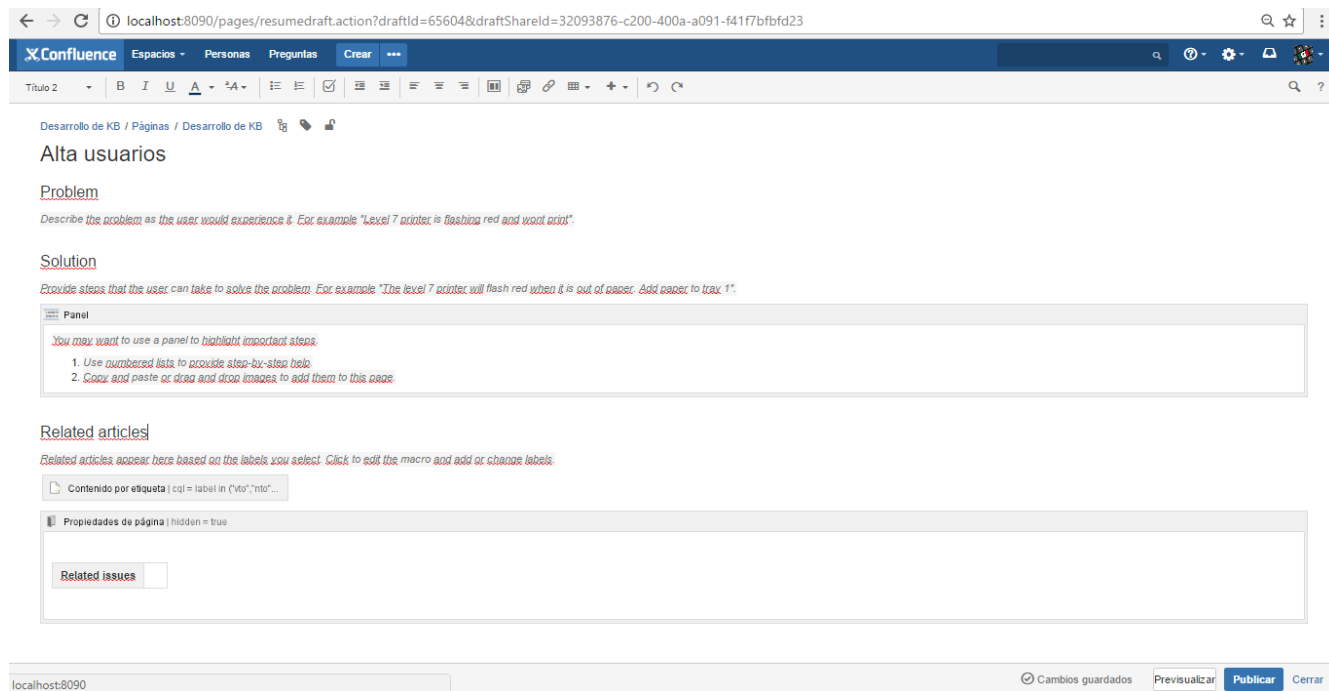 localhost:8090/pages/resumedraft.action?draftId=65604&draftShareId=32093876-c200-400a-a091-f41f7bfbfd23
Confluence Espacios Personas Preguntas Crear
Título 2 B I U A
Desarrollo de KB / Páginas / Desarrollo de KB
Alta usuarios
Problem
Describe the problem as the user would experience it. For example "Level 7 printer is flashing red and wont print".
Solution
Provide steps that the user can take to solve the problem. For example "The level 7 printer will flash red when it is out of paper. Add paper to tray 1".
Panel
You may want to use a panel to highlight important steps.
1. Use numbered lists to provide step-by-step help.
2. Copy and paste or drag and drop images to add them to this page.
Related articles
Related articles appear here based on the labels you select. Click to edit the macro and add or change labels.
Contenido por etiqueta | cql = label in ("vto","nto"...
Propiedades de página | hidden = true
Related issues
Cambios guardados Previsualizar Publicar Cerrar
localhost:8090